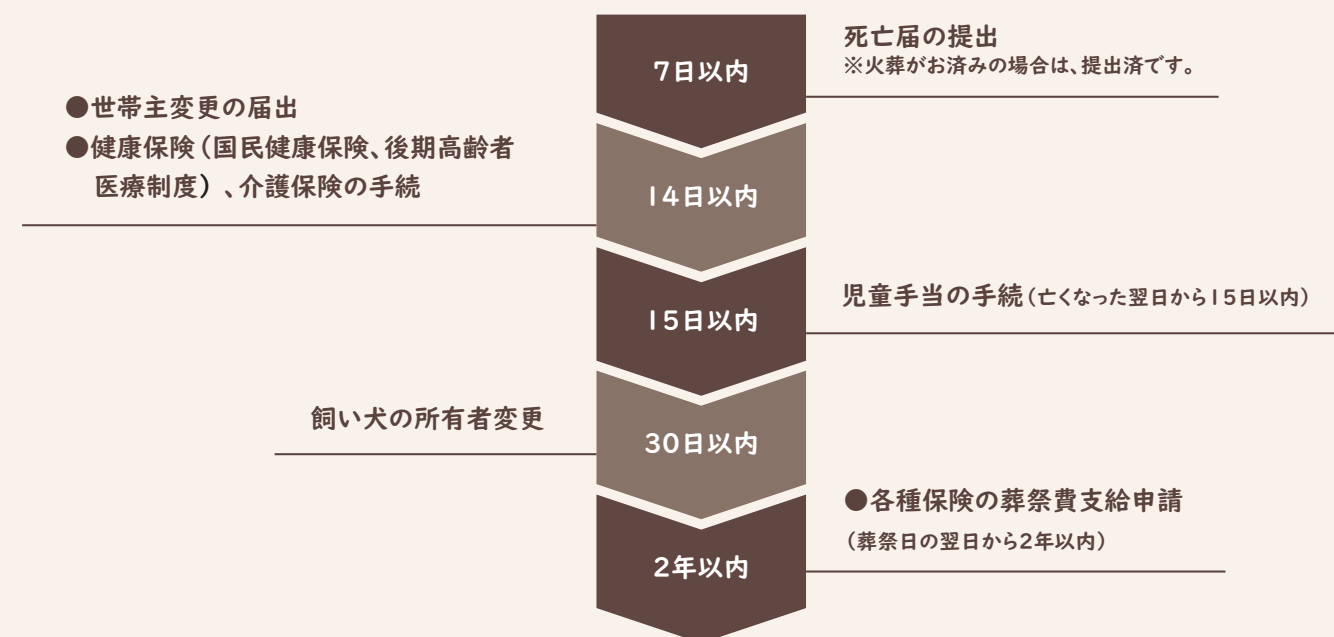 7日以内
死亡届の提出
※火葬がお済みの場合は、提出済です。
●世帯主変更の届出
●健康保険（国民健康保険、後期高齢者
医療制度）、介護保険の手続
14日以内
15日以内
児童手当の手続（亡くなった翌日から15日以内）
飼い犬の所有者変更
30日以内
●各種保険の葬祭費支給申請
（葬祭日の翌日から2年以内）
2年以内